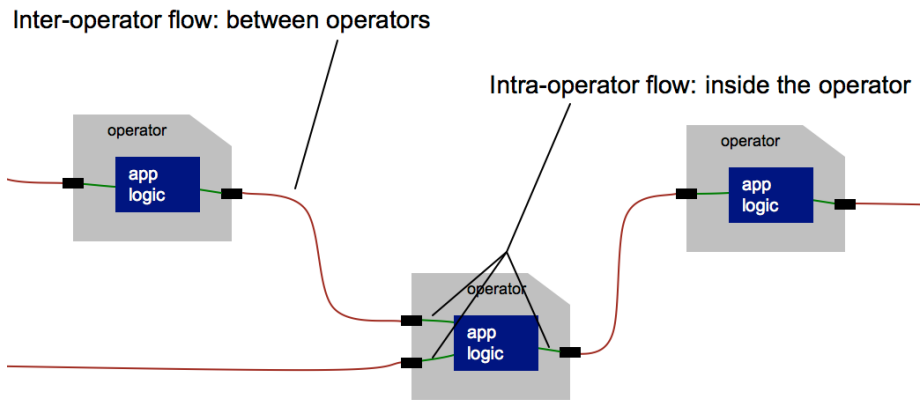 Inter-operator flow: between operators
Intra-operator flow: inside the operator
operator
app
logic
operator
app
logic
operator
app
logic